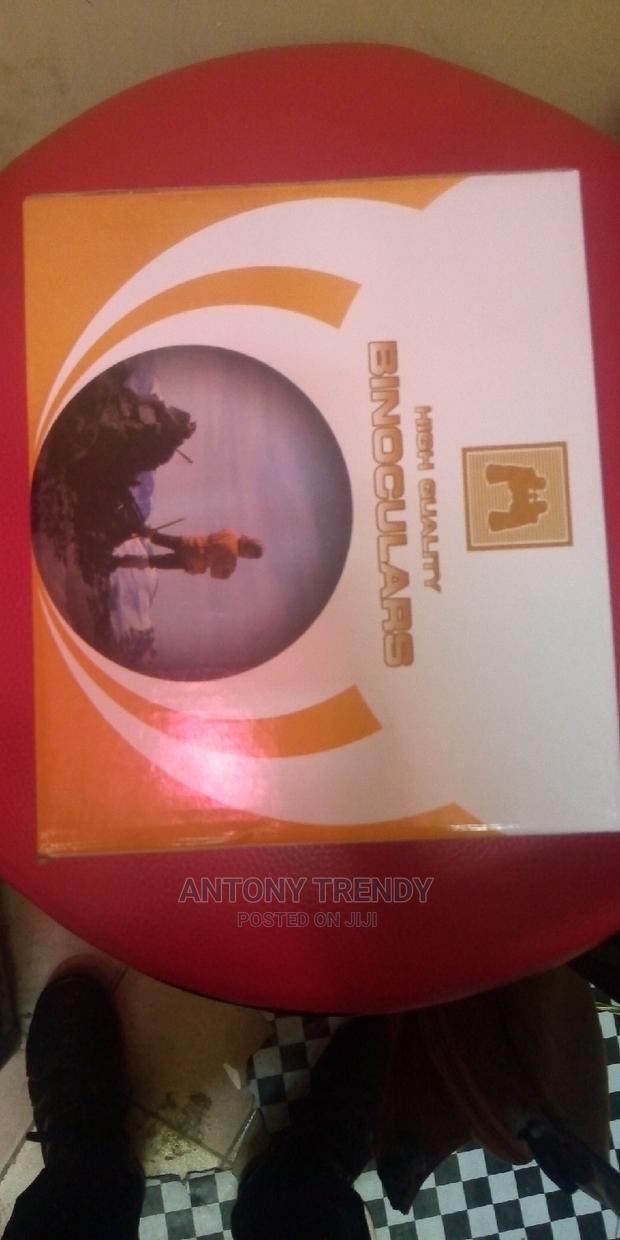 HIGH QUALITY
BINOCULARS
ANTONY TRENDY
POSTED ON JIJI